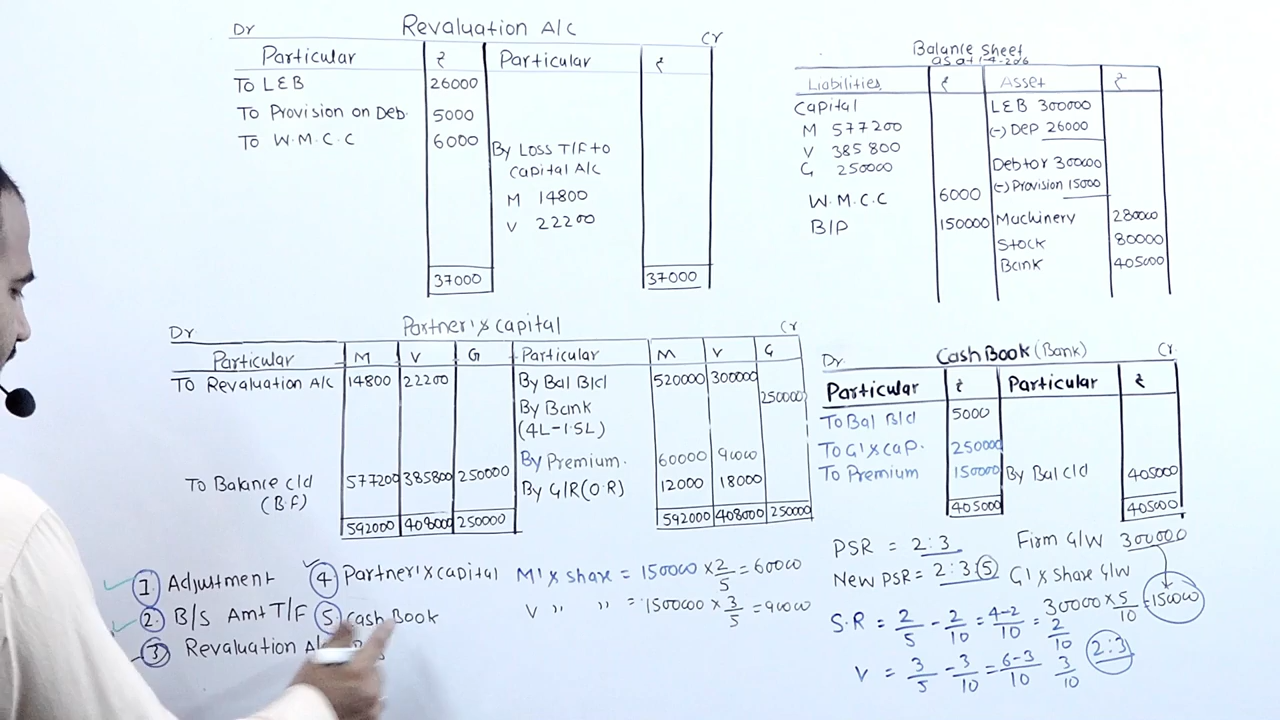 Dr Revaluation A/C Cr
Particular ₹ Particular ₹
To L&B 26000
To Provision on Deb. 5000
To W.M.C.C 6000 By Loss T/F to
Capital A/C
M 14800
V 22200
37000 37000
Balance Sheet
as at 1-4-206
Liabilities ₹ Asset ₹
Capital L&B 300000
M 577200 (-) Dep 26000
V 385800
G 250000 Debtor 300000
(-) Provision 15000
W.M.C.C 6000
B/P 150000 Machinery 280000
Stock 80000
Bank 405000
Partner's Capital
Dr Cr
Particular M V G Particular M V G
To Revaluation A/C 14800 22200 By Bal B/d 520000 300000
By Bank 250000
(4L-1.5L)
By Premium. 60000 90000
To Balance c/d 577200 385800 250000 By G/R (O.R) 12000 18000
(B.F)
592000 408000 250000 592000 408000 250000
Dr Cash Book (Bank) Cr
Particular ₹ Particular ₹
To Bal B/d 5000
To G's Cap. 250000
To Premium 150000 By Bal c/d 405000
405000 405000
1 Adjustment 4 Partner's Capital
2. B/S Amt T/F 5 Cash Book
3 Revaluation A/
M's share = 150000 × 2/5 = 60000
V " " = 1500000 × 3/5 = 90000
PSR = 2:3 Firm G/W 300000
New PSR = 2:3:5 G's Share G/W
S.R = 2/5 - 2/10 = 4-2/10 = 2/10 30000 × 5/10 = 150000
V = 3/5 - 3/10 = 6-3/10 3/10 2:3